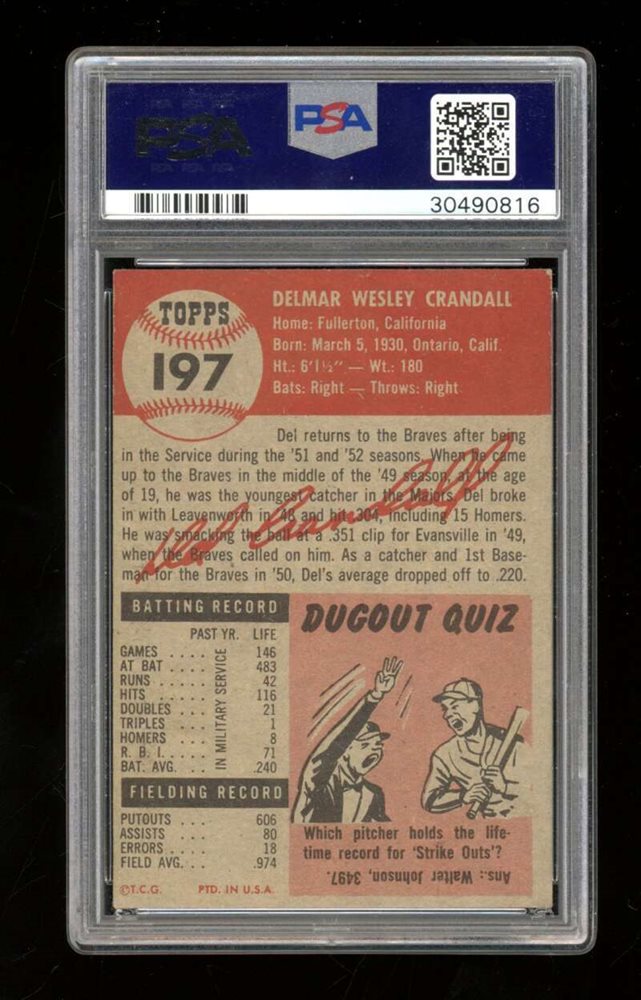 PSA PSA PSA
PSA
PSA PSA PSA
PSA
30490816
TOPPS
197
DELMAR WESLEY CRANDALL
Home: Fullerton, California
Born: March 5, 1930, Ontario, Calif.
Ht.: 6'1½" — Wt.: 180
Bats: Right — Throws: Right
Del returns to the Braves after being
in the Service during the '51 and '52 seasons. When he came
up to the Braves in the middle of the '49 season, at the age
of 19, he was the youngest catcher in the Majors. Del broke
in with Leavenworth in '48 and hit .304, including 15 Homers.
He was smacking the ball at a .351 clip for Evansville in '49,
when the Braves called on him. As a catcher and 1st Base-
man for the Braves in '50, Del's average dropped off to .220.
Del Crandall
BATTING RECORD
PAST YR. LIFE
GAMES .... 146
AT BAT .... 483
RUNS .... 42
HITS .... 116
DOUBLES .... 21
TRIPLES .... 1
HOMERS .... 8
R. B. I. .... 71
BAT. AVG. .. .240
IN MILITARY SERVICE
FIELDING RECORD
PUTOUTS .... 606
ASSISTS .... 80
ERRORS .... 18
FIELD AVG. .. .974
©T.C.G. PTD. IN U.S.A.
DUGOUT QUIZ
Which pitcher holds the life-
time record for 'Strike Outs'?
Ans.: Walter Johnson, 3497.